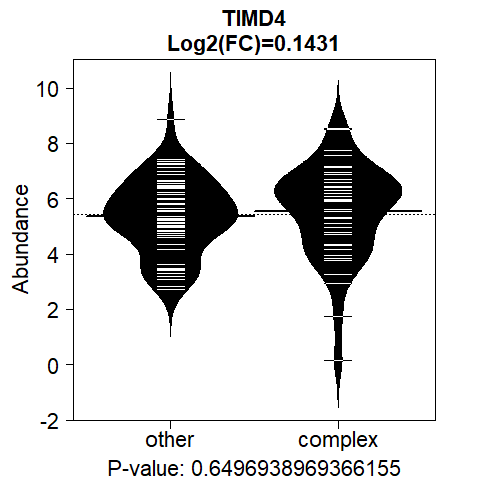 TIMD4
Log2(FC)=0.1431
Abundance
10
8
6
4
2
0
-2
other complex
P-value: 0.6496938969366155